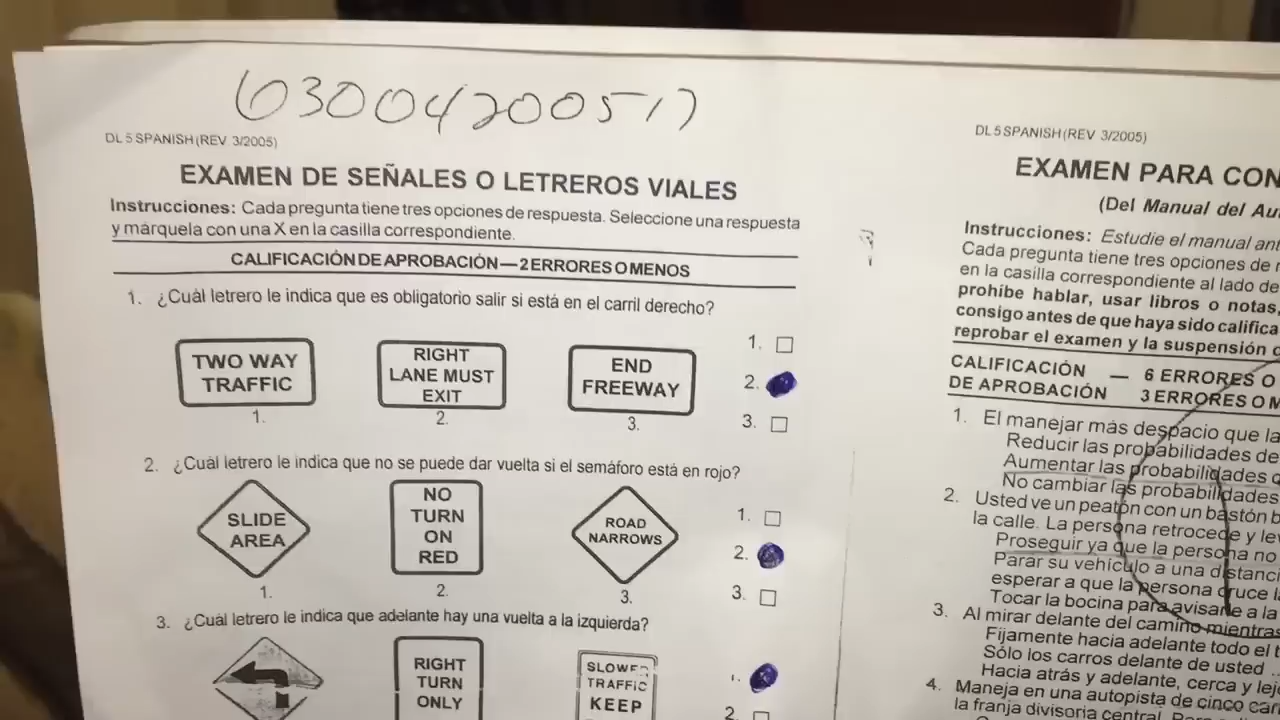 63004200517
DL 5 SPANISH (REV 3/2005)
EXAMEN DE SEÑALES O LETREROS VIALES
Instrucciones: Cada pregunta tiene tres opciones de respuesta. Seleccione una respuesta
y márquela con una X en la casilla correspondiente.
CALIFICACIÓN DE APROBACIÓN — 2 ERRORES O MENOS
1. ¿Cuál letrero le indica que es obligatorio salir si está en el carril derecho?
TWO WAY
TRAFFIC
1.
RIGHT
LANE MUST
EXIT
2.
END
FREEWAY
3.
1.
2.
3.
2. ¿Cuál letrero le indica que no se puede dar vuelta si el semáforo está en rojo?
SLIDE
AREA
1.
NO
TURN
ON
RED
2.
ROAD
NARROWS
3.
1.
2.
3.
3. ¿Cuál letrero le indica que adelante hay una vuelta a la izquierda?
RIGHT
TURN
ONLY
SLOWER
TRAFFIC
KEEP
1.
2.
DL 5 SPANISH (REV 3/2005)
EXAMEN PARA CON
(Del Manual del Au
Instrucciones: Estudie el manual ant
Cada pregunta tiene tres opciones de r
en la casilla correspondiente al lado de
prohibe hablar, usar libros o notas,
consigo antes de que haya sido califica
reprobar el examen y la suspensión
CALIFICACIÓN — 6 ERRORES O
DE APROBACIÓN 3 ERRORES O M
1. El manejar más despacio que la
Reducir las probabilidades de
Aumentar las probabilidades
No cambiar las probabilidades
2. Usted ve un peatón con un bastón b
la calle. La persona retrocede y lev
Proseguir ya que la persona no
Parar su vehículo a una distanci
esperar a que la persona cruce la
Tocar la bocina para avisarle a la
3. Al mirar delante del camino mientras
Fijamente hacia adelante todo el t
Sólo los carros delante de usted ..
Hacia atrás y adelante, cerca y lej
4. Maneja en una autopista de cinco car
la franja divisoria central.